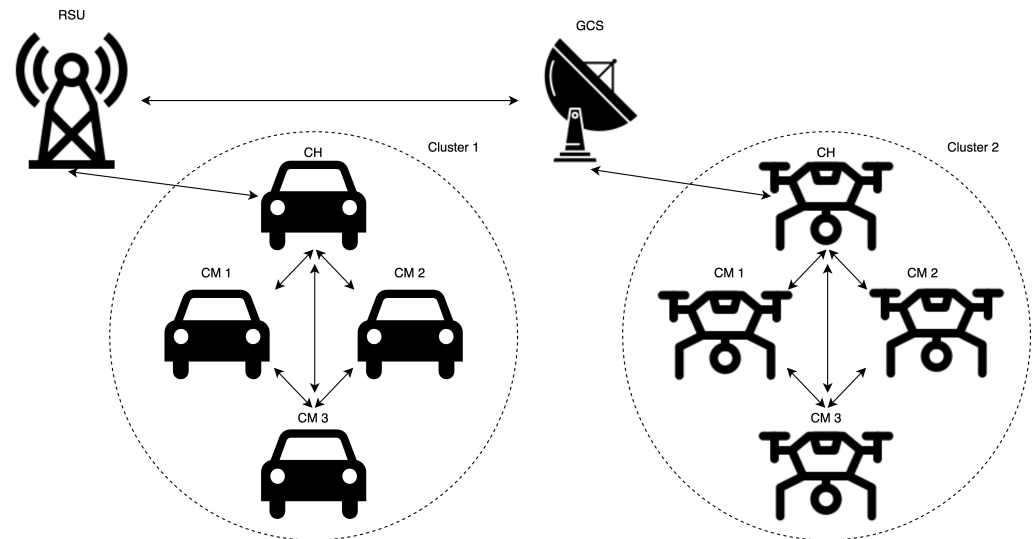 RSU
GCS
Cluster 1
CH
CM 1
CM 2
CM 3
Cluster 2
CH
CM 1
CM 2
CM 3